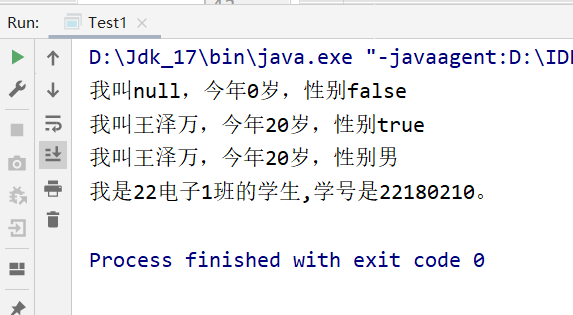 Run: Test1
D:\Jdk_17\bin\java.exe "-javaagent:D:\IDE
我叫null，今年0岁，性别false
我叫王泽万，今年20岁，性别true
我叫王泽万，今年20岁，性别男
我是22电子1班的学生,学号是22180210。
Process finished with exit code 0